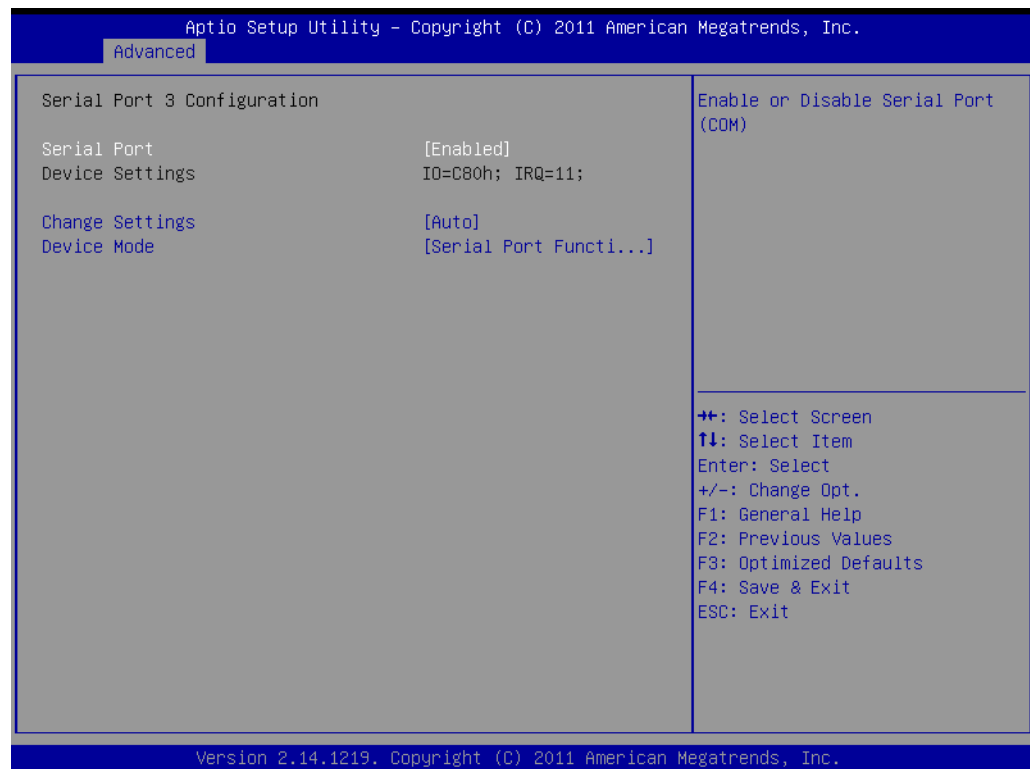 Aptio Setup Utility – Copyright (C) 2011 American Megatrends, Inc.
Advanced
Serial Port 3 Configuration
Serial Port [Enabled]
Device Settings IO=C80h; IRQ=11;
Change Settings [Auto]
Device Mode [Serial Port Functi...]
Enable or Disable Serial Port
(COM)
→←: Select Screen
↑↓: Select Item
Enter: Select
+/-: Change Opt.
F1: General Help
F2: Previous Values
F3: Optimized Defaults
F4: Save & Exit
ESC: Exit
Version 2.14.1219. Copyright (C) 2011 American Megatrends, Inc.